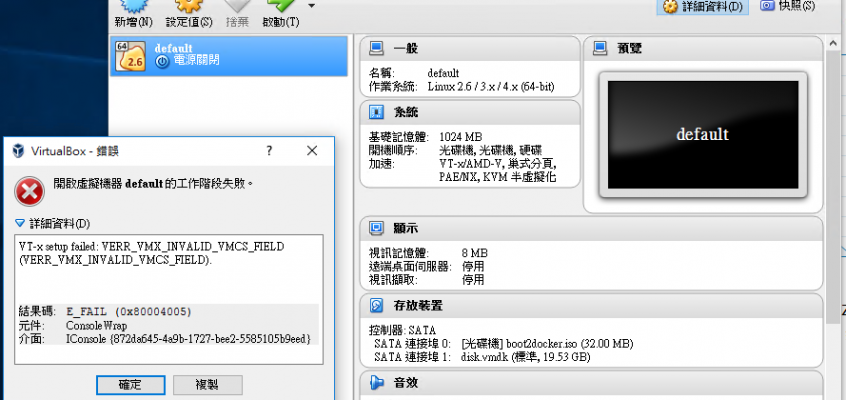 新增(N) 設定值(S) 捨棄 啟動(T)
詳細資料(D) 快照(S)
64
2.6
default
電源關閉
一般
名稱: default
作業系統: Linux 2.6 / 3.x / 4.x (64-bit)
系統
基礎記憶體: 1024 MB
開機順序: 光碟機, 光碟機, 硬碟
加速: VT-x/AMD-V, 巢式分頁,
PAE/NX, KVM 半虛擬化
預覽
default
顯示
視訊記憶體: 8 MB
遠端桌面伺服器: 停用
視訊擷取: 停用
存放裝置
控制器: SATA
SATA 連接埠 0: [光碟機] boot2docker.iso (32.00 MB)
SATA 連接埠 1: disk.vmdk (標準, 19.53 GB)
音效
VirtualBox - 錯誤
?
開啟虛擬機器 default 的工作階段失敗。
詳細資料(D)
VT-x setup failed: VERR_VMX_INVALID_VMCS_FIELD
(VERR_VMX_INVALID_VMCS_FIELD).
結果碼: E_FAIL (0x80004005)
元件: ConsoleWrap
介面: IConsole {872da645-4a9b-1727-bee2-5585105b9eed}
確定 複製